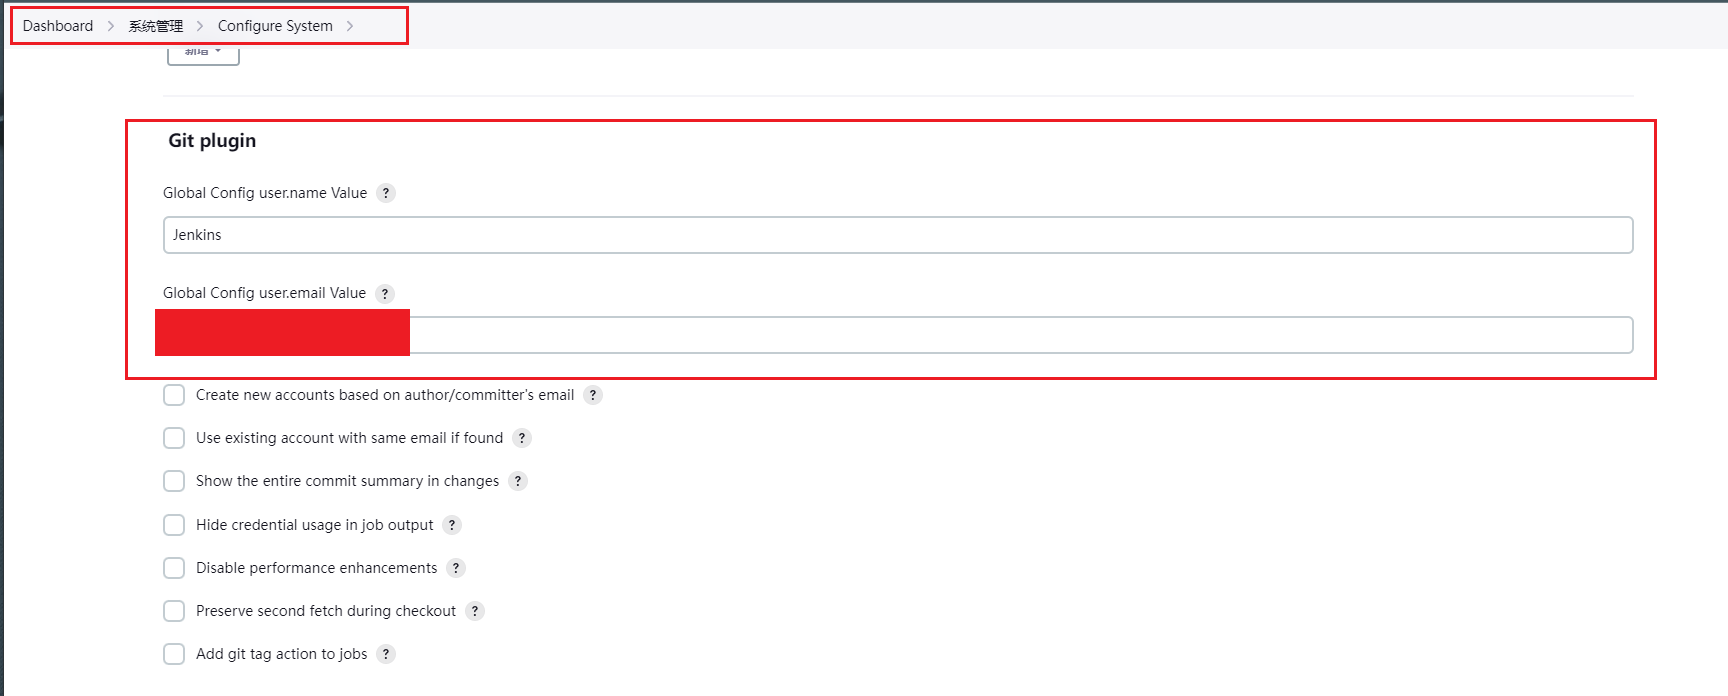 Dashboard > 系统管理 > Configure System >
新增
Git plugin
Global Config user.name Value ?
Jenkins
Global Config user.email Value ?
Create new accounts based on author/committer's email ?
Use existing account with same email if found ?
Show the entire commit summary in changes ?
Hide credential usage in job output ?
Disable performance enhancements ?
Preserve second fetch during checkout ?
Add git tag action to jobs ?